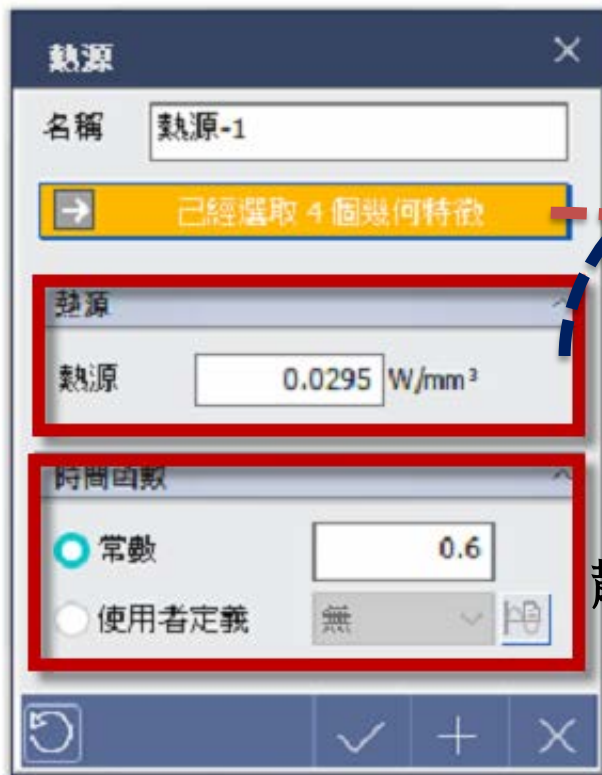 熱源
名稱 熱源-1
已經選取 4 個幾何特徵
熱源
熱源 0.0295 W/mm³
時間函數
常數 0.6
使用者定義 無